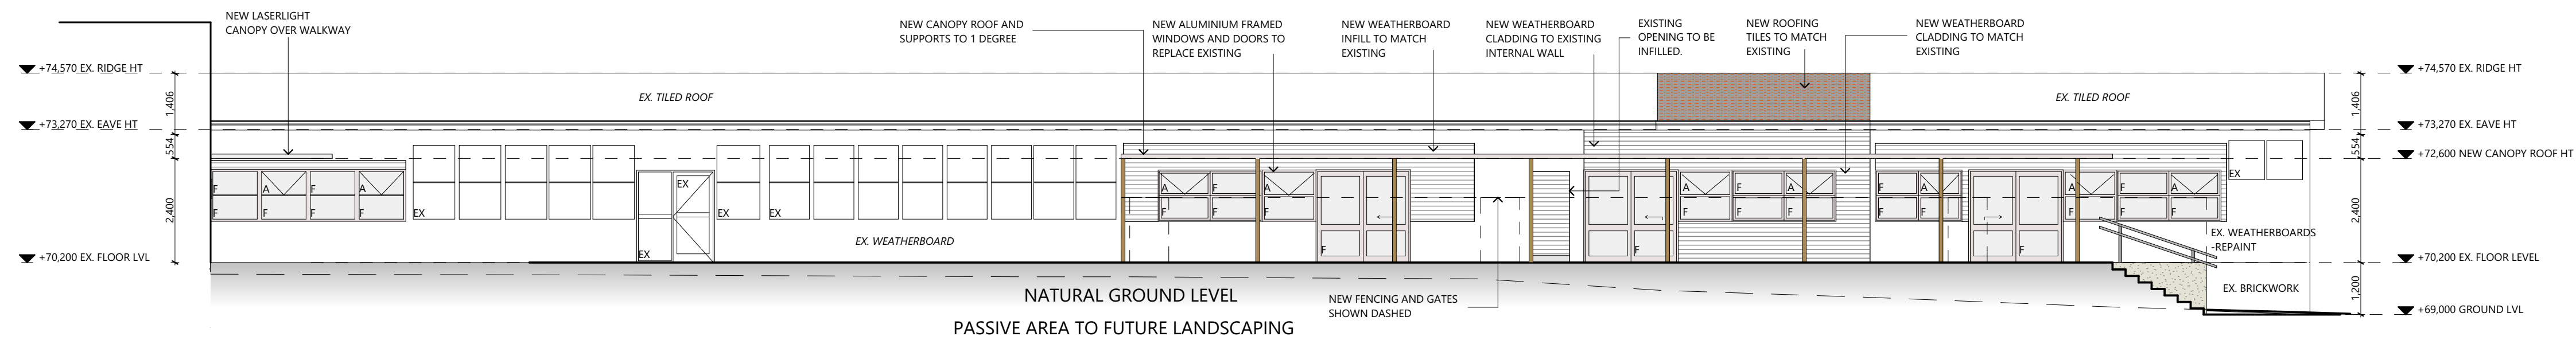 NEW LASERLIGHT
CANOPY OVER WALKWAY
NEW CANOPY ROOF AND
SUPPORTS TO 1 DEGREE
NEW ALUMINIUM FRAMED
WINDOWS AND DOORS TO
REPLACE EXISTING
NEW WEATHERBOARD
INFILL TO MATCH
EXISTING
NEW WEATHERBOARD
CLADDING TO EXISTING
INTERNAL WALL
EXISTING
OPENING TO BE
INFILLED.
NEW ROOFING
TILES TO MATCH
EXISTING
NEW WEATHERBOARD
CLADDING TO MATCH
EXISTING
+74,570 EX. RIDGE HT
+74,570 EX. RIDGE HT
1,406
EX. TILED ROOF
EX. TILED ROOF
1,406
+73,270 EX. EAVE HT
+73,270 EX. EAVE HT
554
554
+72,600 NEW CANOPY ROOF HT
F A F A
F F F F
EX
EX
EX
EX
EX
EX
A F A
F F F
F
F
A F A
F F F
F A
F F
F
A F A
F F F
EX
2,400
2,400
EX. WEATHERBOARD
EX. WEATHERBOARDS
-REPAINT
+70,200 EX. FLOOR LVL
+70,200 EX. FLOOR LEVEL
NATURAL GROUND LEVEL
NEW FENCING AND GATES
SHOWN DASHED
EX. BRICKWORK
1,200
+69,000 GROUND LVL
PASSIVE AREA TO FUTURE LANDSCAPING